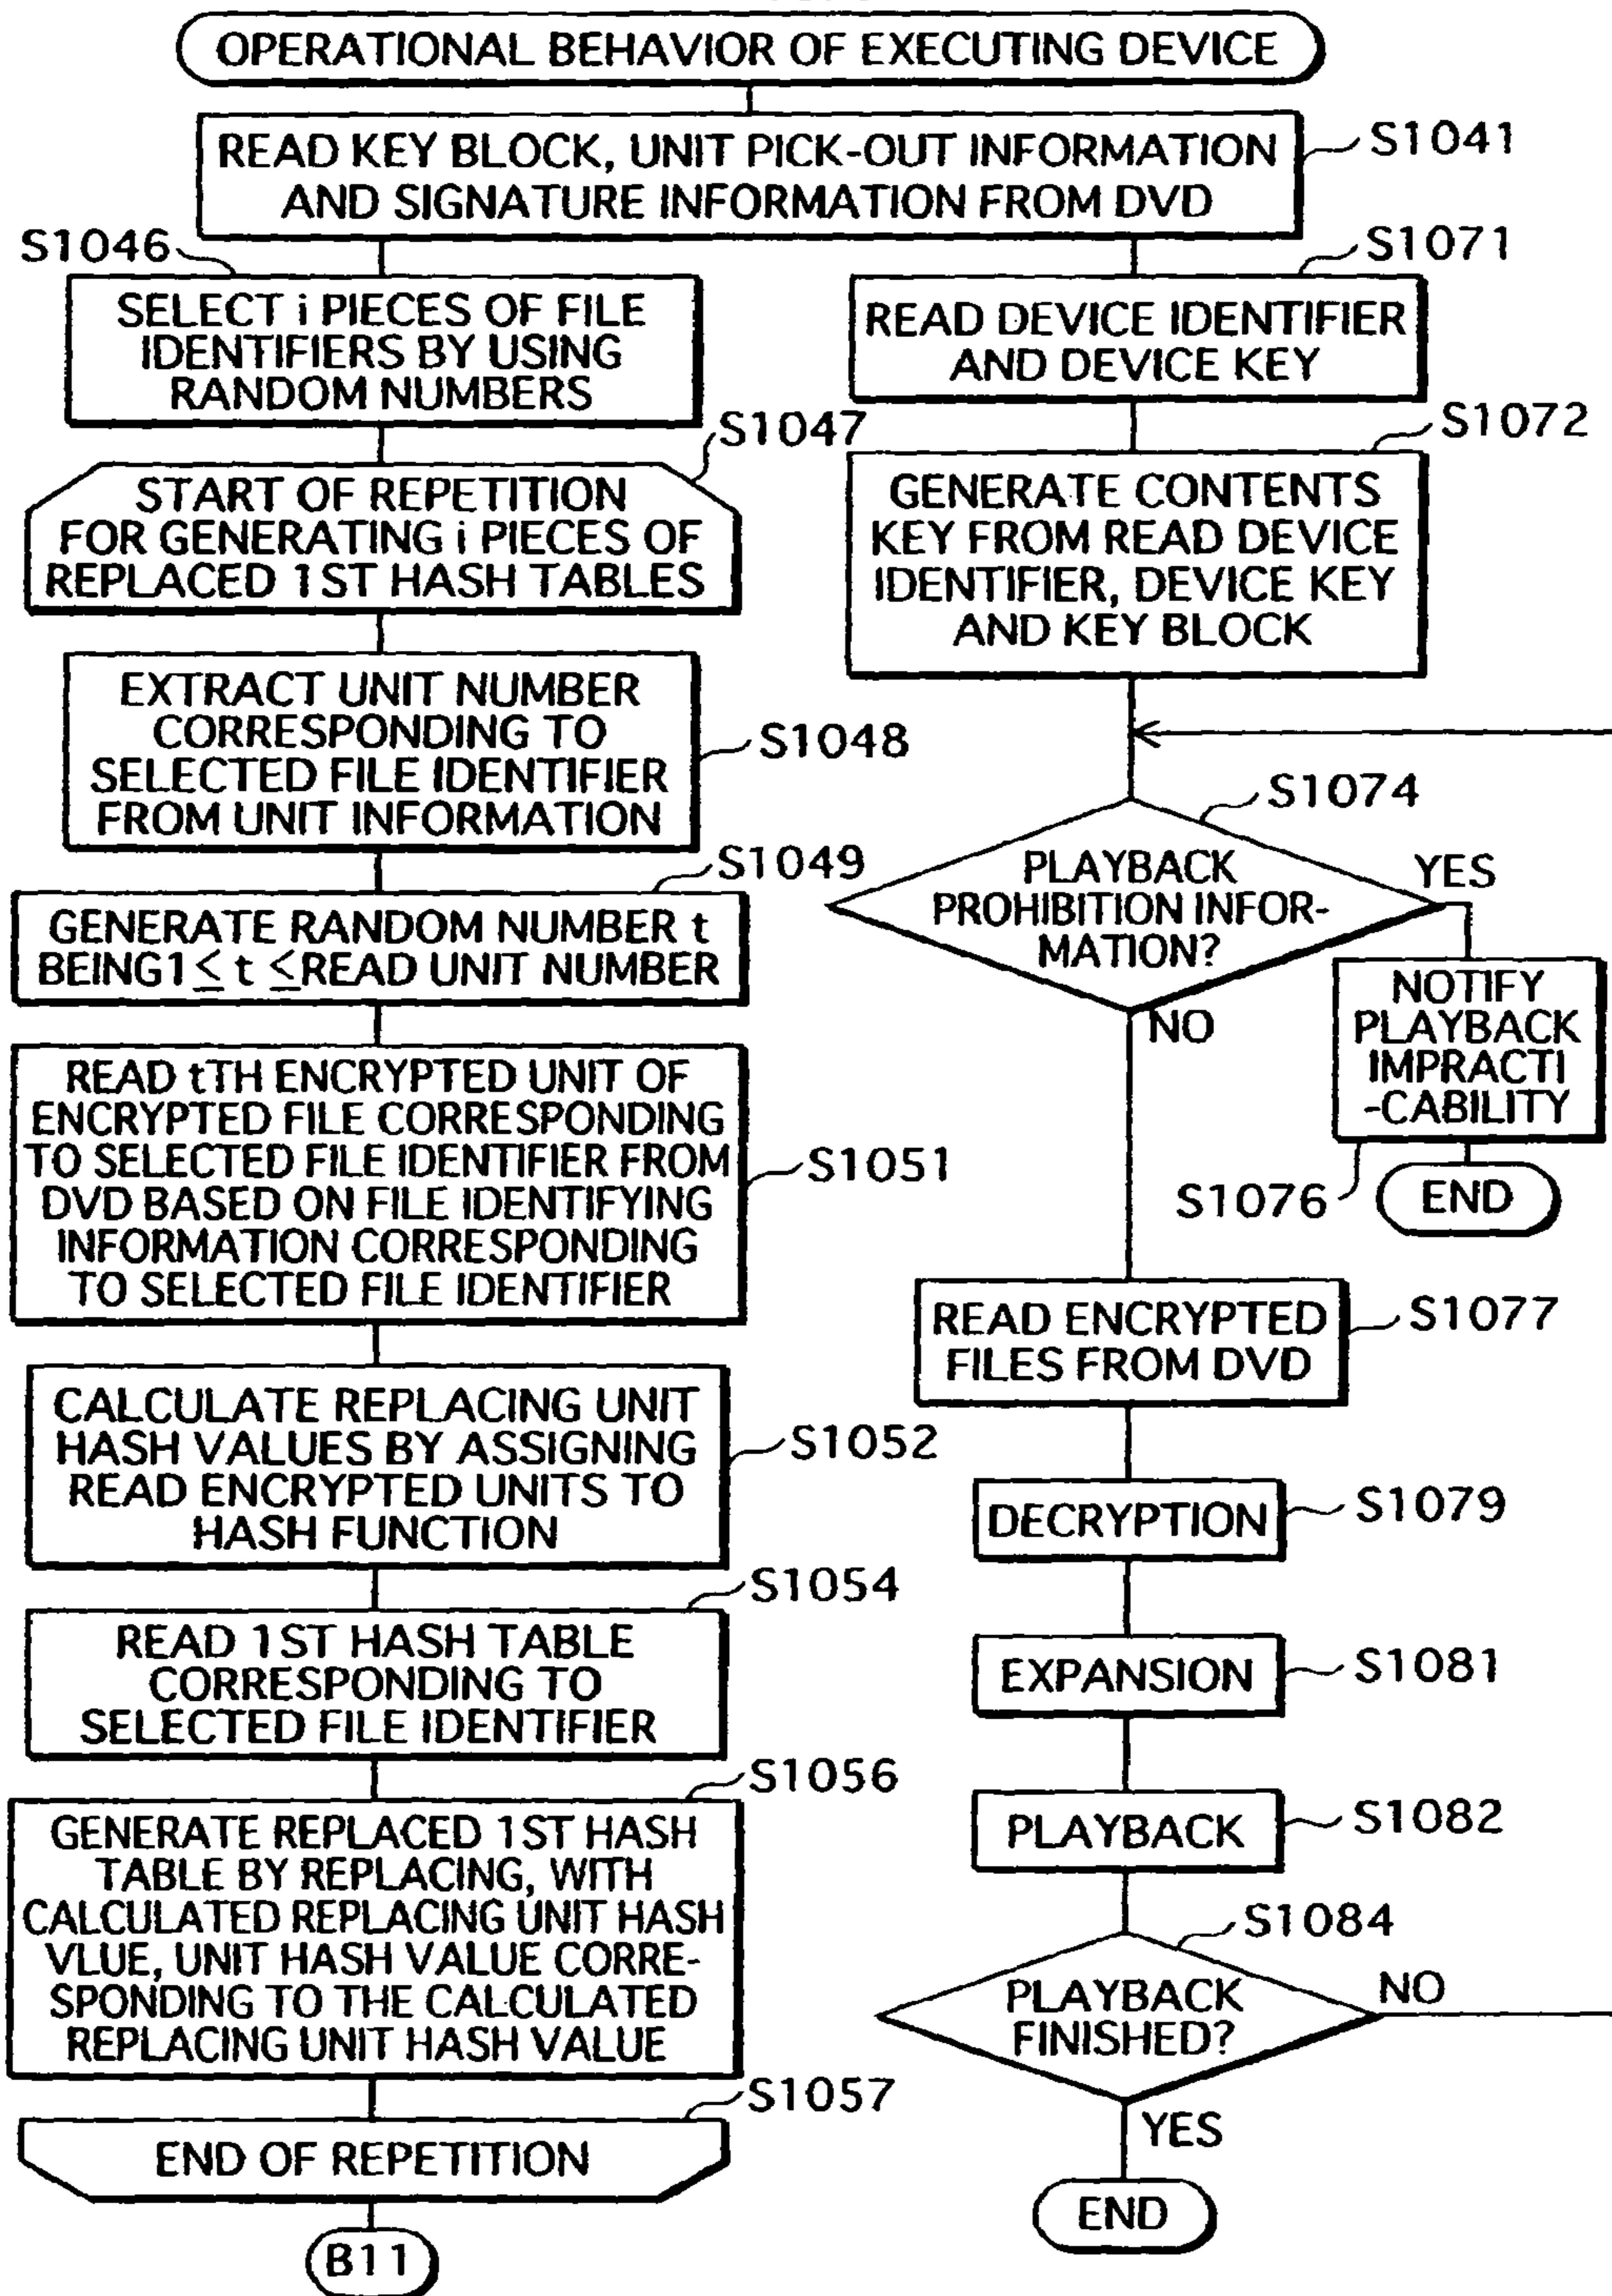 OPERATIONAL BEHAVIOR OF EXECUTING DEVICE
READ KEY BLOCK, UNIT PICK-OUT INFORMATION
AND SIGNATURE INFORMATION FROM DVD
S1041
S1046
SELECT i PIECES OF FILE
IDENTIFIERS BY USING
RANDOM NUMBERS
S1047
START OF REPETITION
FOR GENERATING i PIECES OF
REPLACED 1ST HASH TABLES
EXTRACT UNIT NUMBER
CORRESPONDING TO
SELECTED FILE IDENTIFIER
FROM UNIT INFORMATION
S1048
S1049
GENERATE RANDOM NUMBER t
BEING1 ≤ t ≤READ UNIT NUMBER
READ tTH ENCRYPTED UNIT OF
ENCRYPTED FILE CORRESPONDING
TO SELECTED FILE IDENTIFIER FROM
DVD BASED ON FILE IDENTIFYING
INFORMATION CORRESPONDING
TO SELECTED FILE IDENTIFIER
S1051
CALCULATE REPLACING UNIT
HASH VALUES BY ASSIGNING
READ ENCRYPTED UNITS TO
HASH FUNCTION
S1052
S1054
READ 1ST HASH TABLE
CORRESPONDING TO
SELECTED FILE IDENTIFIER
S1056
GENERATE REPLACED 1ST HASH
TABLE BY REPLACING, WITH
CALCULATED REPLACING UNIT HASH
VLUE, UNIT HASH VALUE CORRE-
SPONDING TO THE CALCULATED
REPLACING UNIT HASH VALUE
S1057
END OF REPETITION
B11
S1071
READ DEVICE IDENTIFIER
AND DEVICE KEY
S1072
GENERATE CONTENTS
KEY FROM READ DEVICE
IDENTIFIER, DEVICE KEY
AND KEY BLOCK
S1074
PLAYBACK
PROHIBITION INFOR-
MATION?
YES
NO
NOTIFY
PLAYBACK
IMPRACTI
-CABILITY
S1076
END
READ ENCRYPTED
FILES FROM DVD
S1077
DECRYPTION
S1079
EXPANSION
S1081
PLAYBACK
S1082
S1084
PLAYBACK
FINISHED?
NO
YES
END